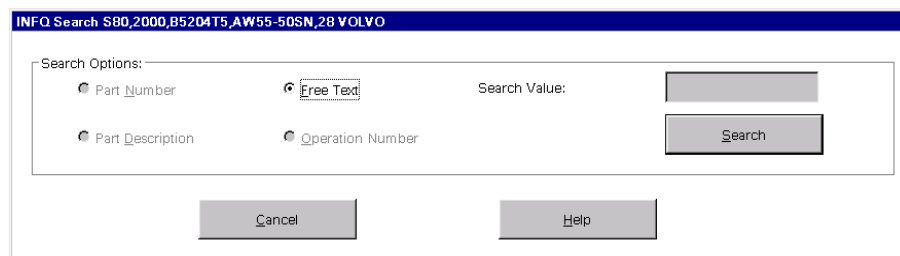 INFQ Search S80,2000,B5204T5,AW55-50SN,28 VOLVO
Search Options:
Part Number Free Text Search Value:
Part Description Operation Number Search
Cancel Help